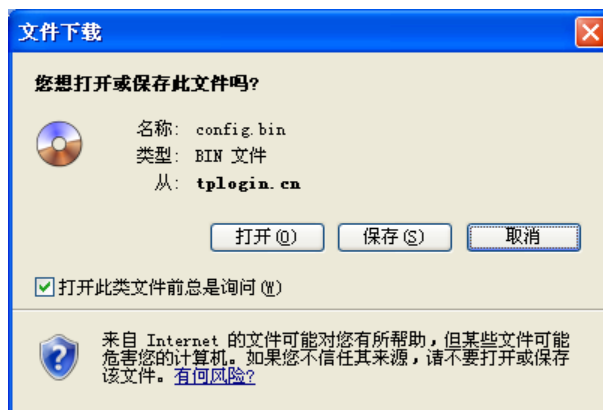 文件下载
您想打开或保存此文件吗?
名称: config.bin
类型: BIN 文件
从: tplogin.cn
打开(O) 保存(S) 取消
打开此类文件前总是询问(W)
来自 Internet 的文件可能对您有所帮助，但某些文件可能
危害您的计算机。如果您不信任其来源，请不要打开或保存
该文件。有何风险?